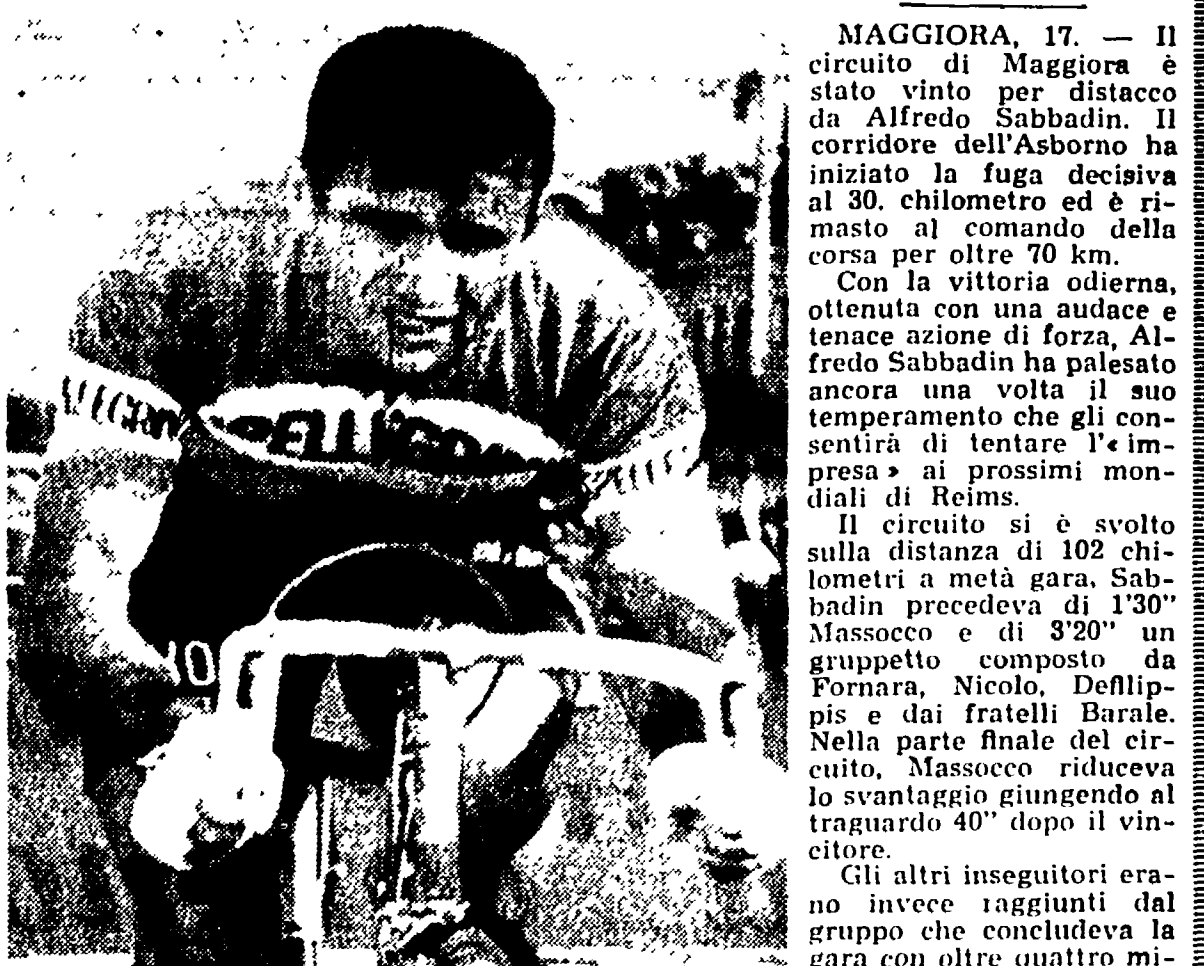 MAGGIORA, 17. — Il
circuito di Maggiora è
stato vinto per distacco
da Alfredo Sabbadin. Il
corridore dell'Asborno ha
iniziato la fuga decisiva
al 30. chilometro ed è ri-
masto al comando della
corsa per oltre 70 km.
Con la vittoria odierna,
ottenuta con una audace e
tenace azione di forza, Al-
fredo Sabbadin ha palesato
ancora una volta il suo
temperamento che gli con-
sentirà di tentare l'« im-
presa » ai prossimi mon-
diali di Reims.
Il circuito si è svolto
sulla distanza di 102 chi-
lometri a metà gara, Sab-
badin precedeva di 1'30"
Massocco e di 3'20" un
gruppetto composto da
Fornara, Nicolo, Defilip-
pis e dai fratelli Barale.
Nella parte finale del cir-
cuito, Massocco riduceva
lo svantaggio giungendo al
traguardo 40" dopo il vin-
citore.
Gli altri inseguitori era-
no invece raggiunti dal
gruppo che concludeva la
gara con oltre quattro mi-